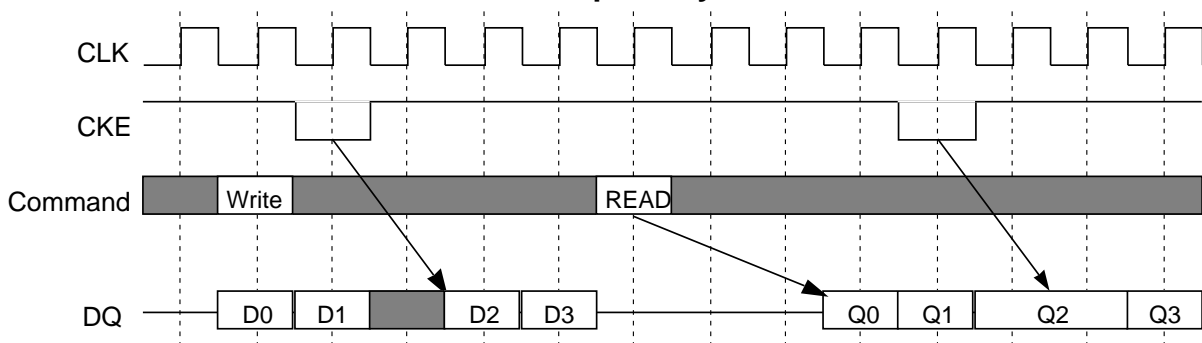 CLK
CKE
Command Write READ
DQ D0 D1 D2 D3 Q0 Q1 Q2 Q3